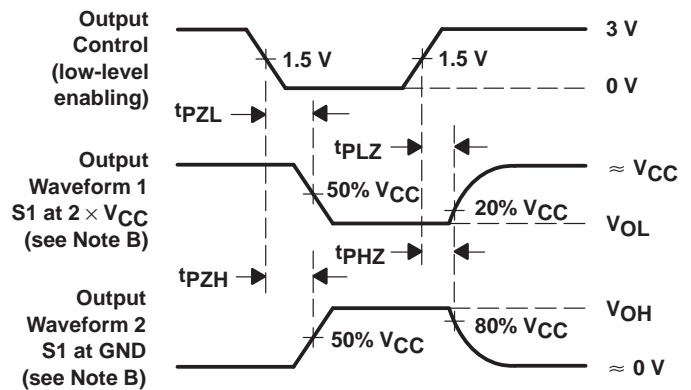 Output
Control
(low-level
enabling)
1.5 V
1.5 V
3 V
0 V
tPZL
tPLZ
Output
Waveform 1
S1 at 2 × VCC
(see Note B)
50% VCC
20% VCC
≈ VCC
VOL
tPZH
tPHZ
Output
Waveform 2
S1 at GND
(see Note B)
50% VCC
80% VCC
VOH
≈ 0 V